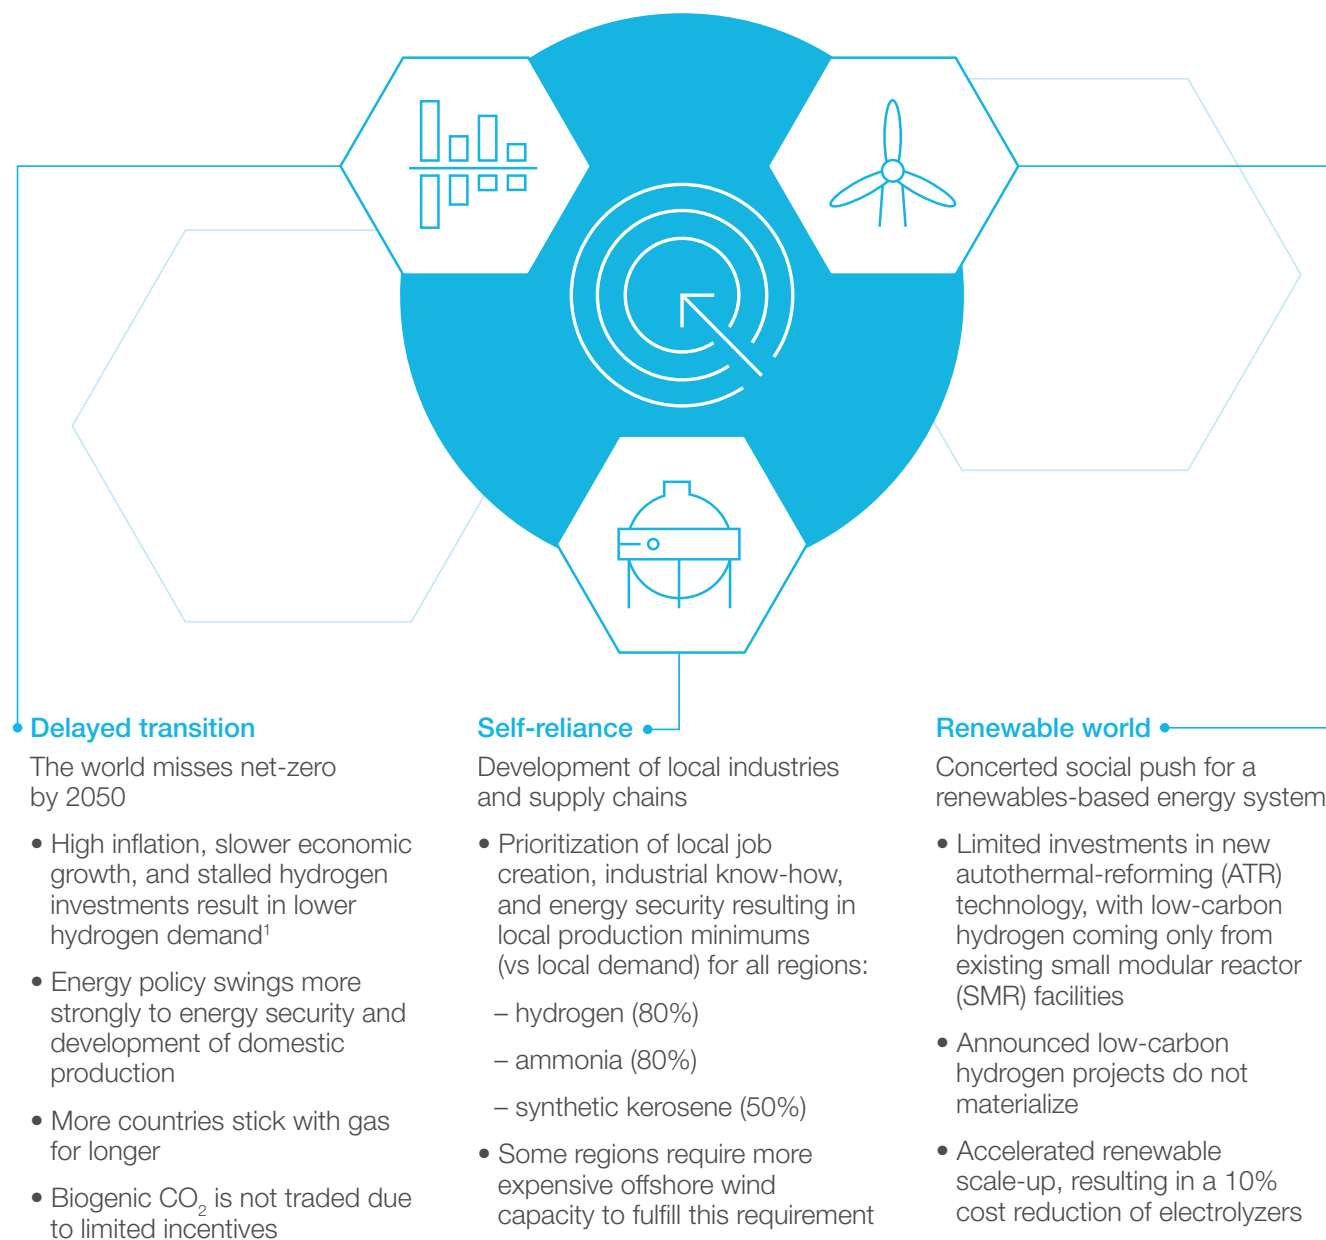 Delayed transition
The world misses net-zero
by 2050
• High inflation, slower economic
growth, and stalled hydrogen
investments result in lower
hydrogen demand¹
• Energy policy swings more
strongly to energy security and
development of domestic
production
• More countries stick with gas
for longer
• Biogenic CO₂ is not traded due
to limited incentives
Self-reliance
Development of local industries
and supply chains
• Prioritization of local job
creation, industrial know-how,
and energy security resulting in
local production minimums
(vs local demand) for all regions:
– hydrogen (80%)
– ammonia (80%)
– synthetic kerosene (50%)
• Some regions require more
expensive offshore wind
capacity to fulfill this requirement
Renewable world
Concerted social push for a
renewables-based energy system
• Limited investments in new
autothermal-reforming (ATR)
technology, with low-carbon
hydrogen coming only from
existing small modular reactor
(SMR) facilities
• Announced low-carbon
hydrogen projects do not
materialize
• Accelerated renewable
scale-up, resulting in a 10%
cost reduction of electrolyzers